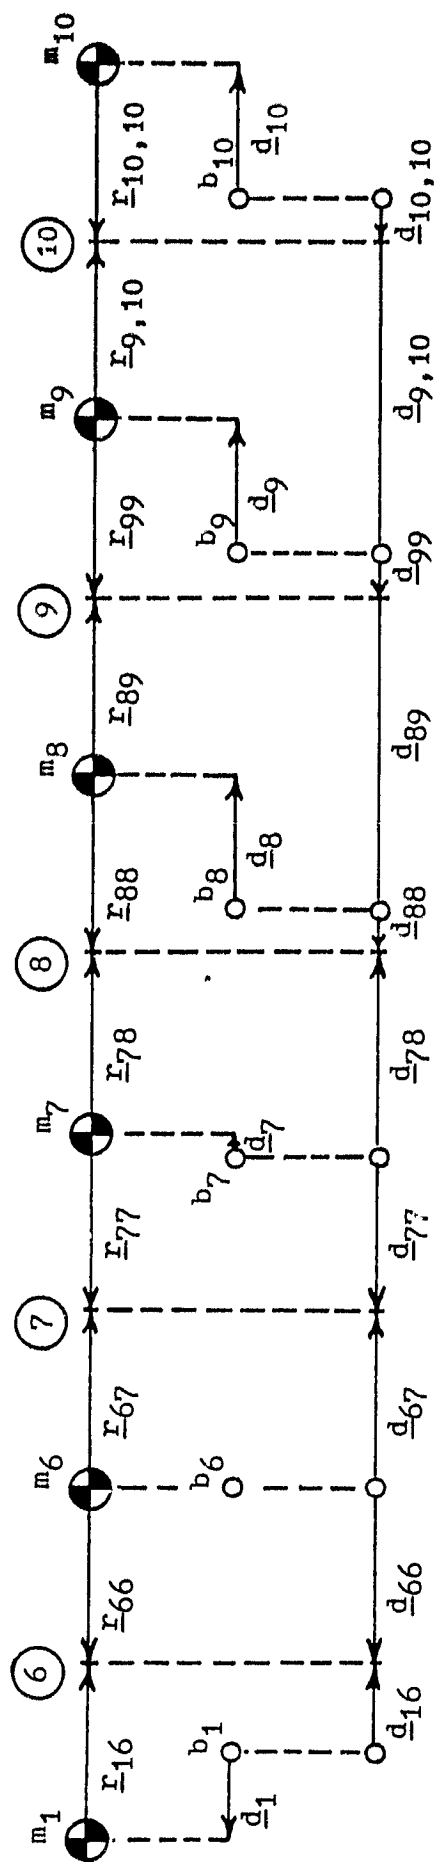 m1 m6 m7 m8 m9 m10
6 7 8 9 10
r16 r66 r67 r77 r78 r88 r89 r99 r9,10 r10,10
b1 b6 b7 b8 b9 b10
d1 d7 d8 d9 d10
d16 d66 d67 d77 d78 d88 d89 d99 d9,10 d10,10